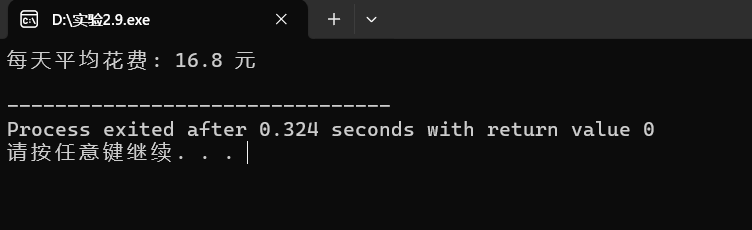 D:\实验2.9.exe
每天平均花费: 16.8 元
--------------------------------
Process exited after 0.324 seconds with return value 0
请按任意键继续. . .